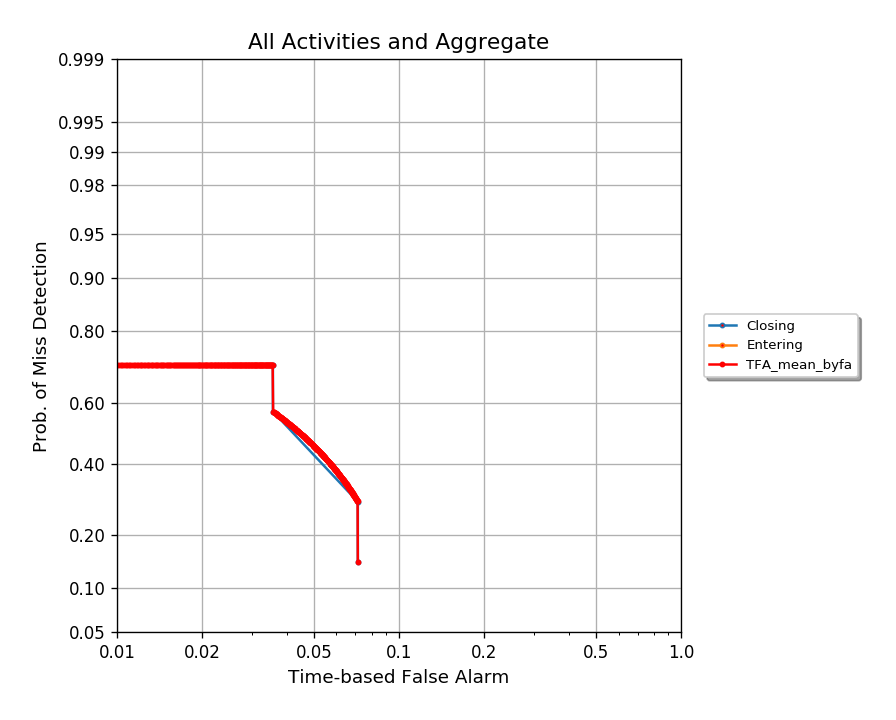 All Activities and Aggregate
0.999
0.995
0.99
0.98
0.95
0.90
0.80
0.60
0.40
0.20
0.10
0.05
Prob. of Miss Detection
0.01 0.02 0.05 0.1 0.2 0.5 1.0
Time-based False Alarm
Closing
Entering
TFA_mean_byfa